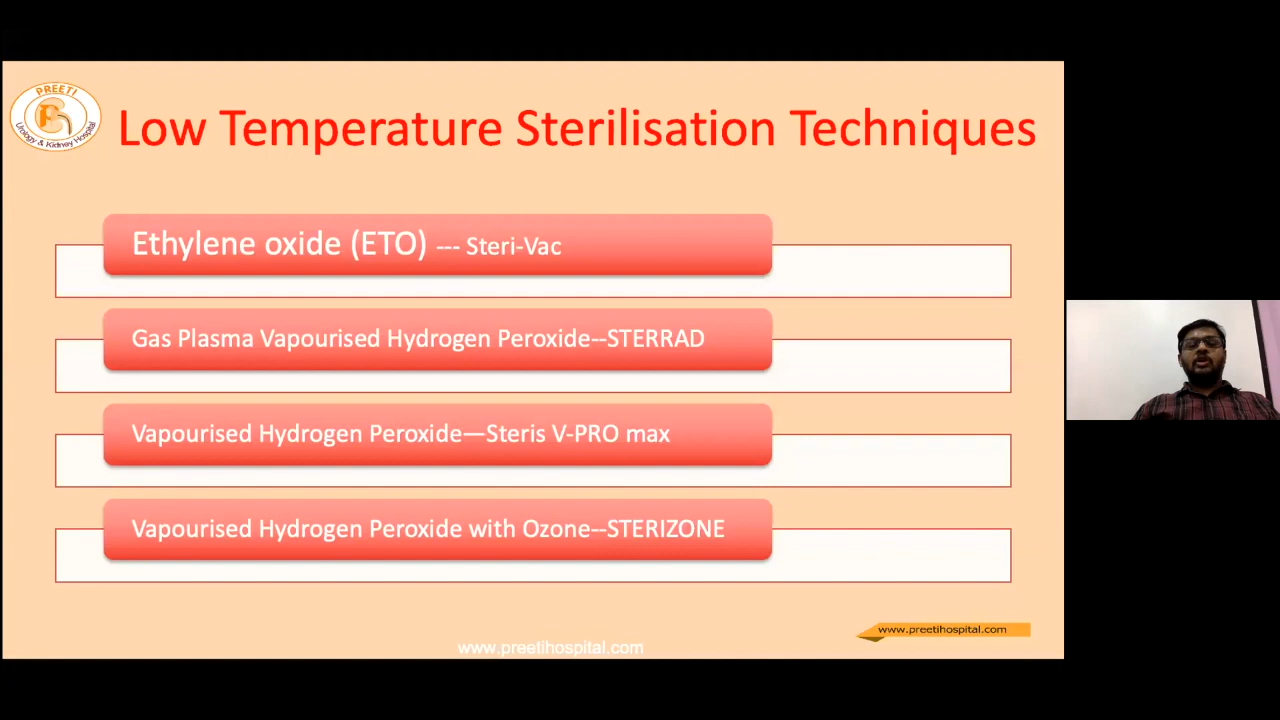 PREETI
Urology & Kidney Hospital
Low Temperature Sterilisation Techniques
Ethylene oxide (ETO) --- Steri-Vac
Gas Plasma Vapourised Hydrogen Peroxide--STERRAD
Vapourised Hydrogen Peroxide—Steris V-PRO max
Vapourised Hydrogen Peroxide with Ozone--STERIZONE
www.preetihospital.com
www.preetihospital.com